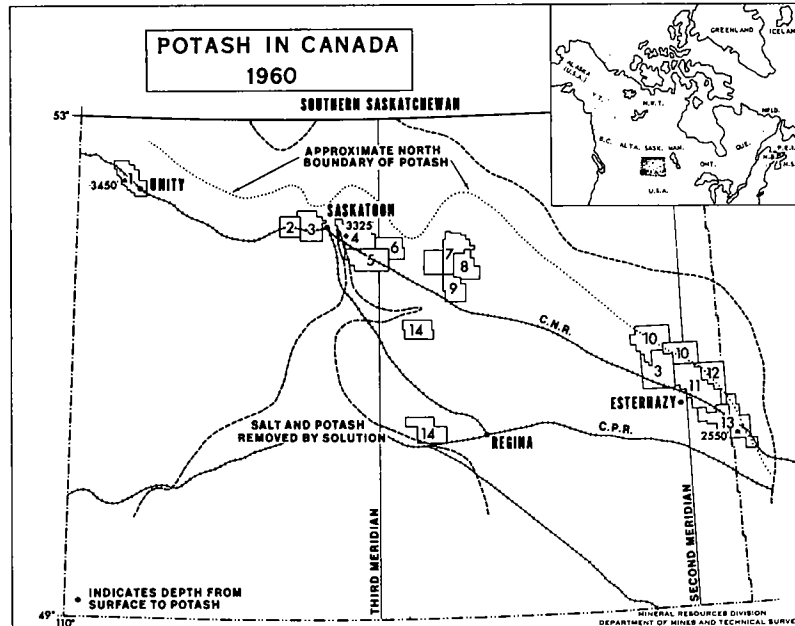 POTASH IN CANADA
1960
GREENLAND
ALASKA
(U.S.A.)
Y.T.
N.W.T.
NFLD.
B.C.
ALTA.
SASK.
MAN.
ONT.
QUE.
P.E.I.
N.B.
N.S.
U.S.A.
53°
SOUTHERN SASKATCHEWAN
APPROXIMATE NORTH
BOUNDARY OF POTASH
3450'
1
UNITY
SASKATOON
2
3
3325'
4
5
6
7
8
9
14
C.N.R.
10
10
3
12
11
ESTERHAZY
13
2550'
SALT AND POTASH
REMOVED BY SOLUTION
14
REGINA
C.P.R.
THIRD MERIDIAN
SECOND MERIDIAN
INDICATES DEPTH FROM
SURFACE TO POTASH
49°
110°
MINERAL RESOURCES DIVISION
DEPARTMENT OF MINES AND TECHNICAL SURVE